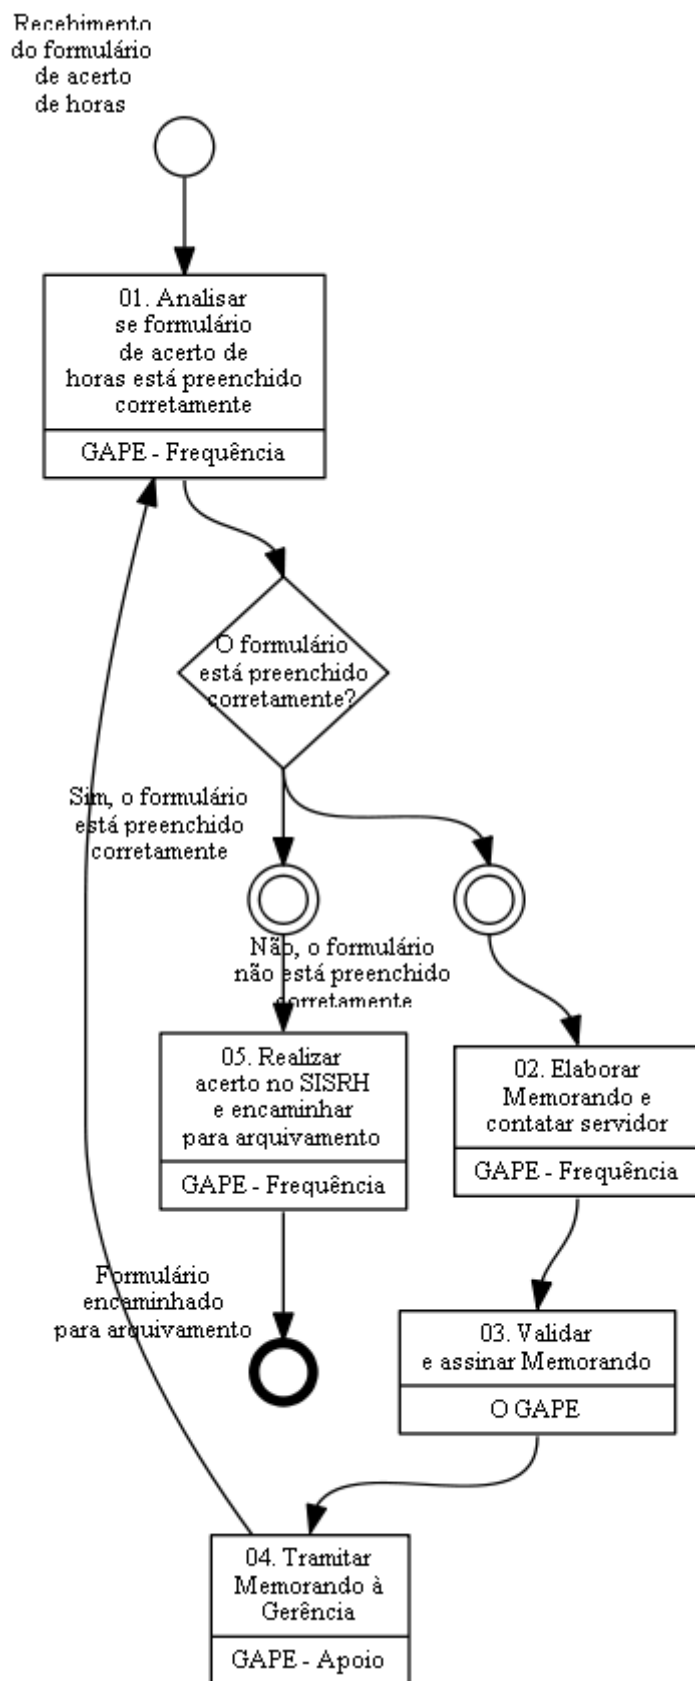 Recebimento
do formulário
de acerto
de horas
01. Analisar
se formulário
de acerto de
horas está preenchido
corretamente
GAPE - Frequência
O formulário
está preenchido
corretamente?
Sim, o formulário
está preenchido
corretamente
Não, o formulário
não está preenchido
corretamente
05. Realizar
acerto no SISRH
e encaminhar
para arquivamento
GAPE - Frequência
02. Elaborar
Memorando e
contatar servidor
GAPE - Frequência
Formulário
encaminhado
para arquivamento
03. Validar
e assinar Memorando
O GAPE
04. Tramitar
Memorando à
Gerência
GAPE - Apoio